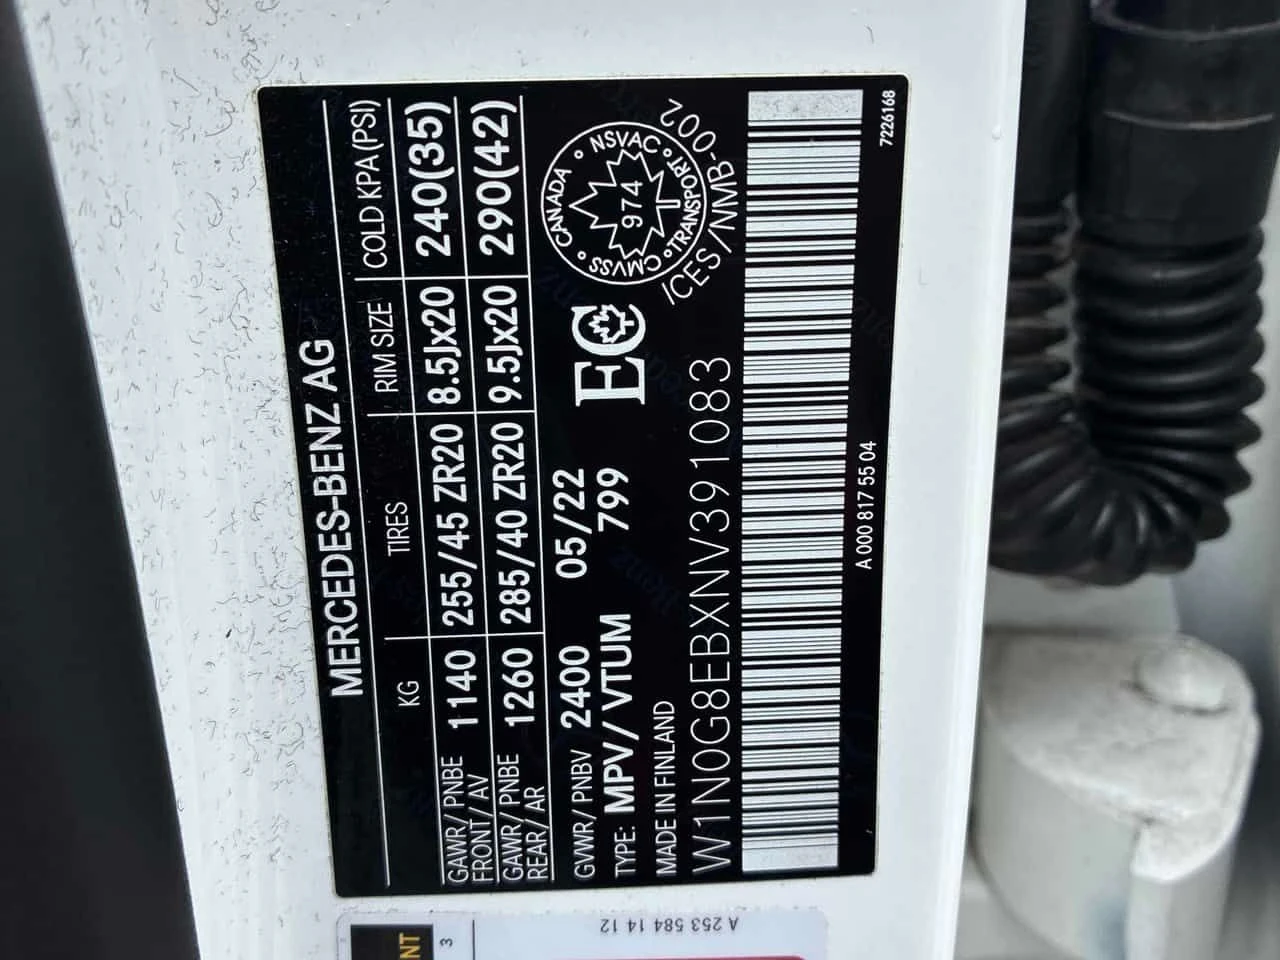 MERCEDES-BENZ AG
KG TIRES RIM SIZE COLD KPA(PSI)
GAWR/PNBE FRONT/AV 1140 255/45 ZR20 8.5Jx20 240(35)
GAWR/PNBE REAR/AR 1260 285/40 ZR20 9.5Jx20 290(42)
GVWR/PNBV 2400 05/22
TYPE: MPV/VTUM 799
EC
CANADA • NSVAC • TRANSPORT • CMVSS •
974
MADE IN FINLAND
/CES/NMB-002
W1N0G8EBXNV391083
A 000 817 55 04
7226168
NT
3
A 253 584 14 12